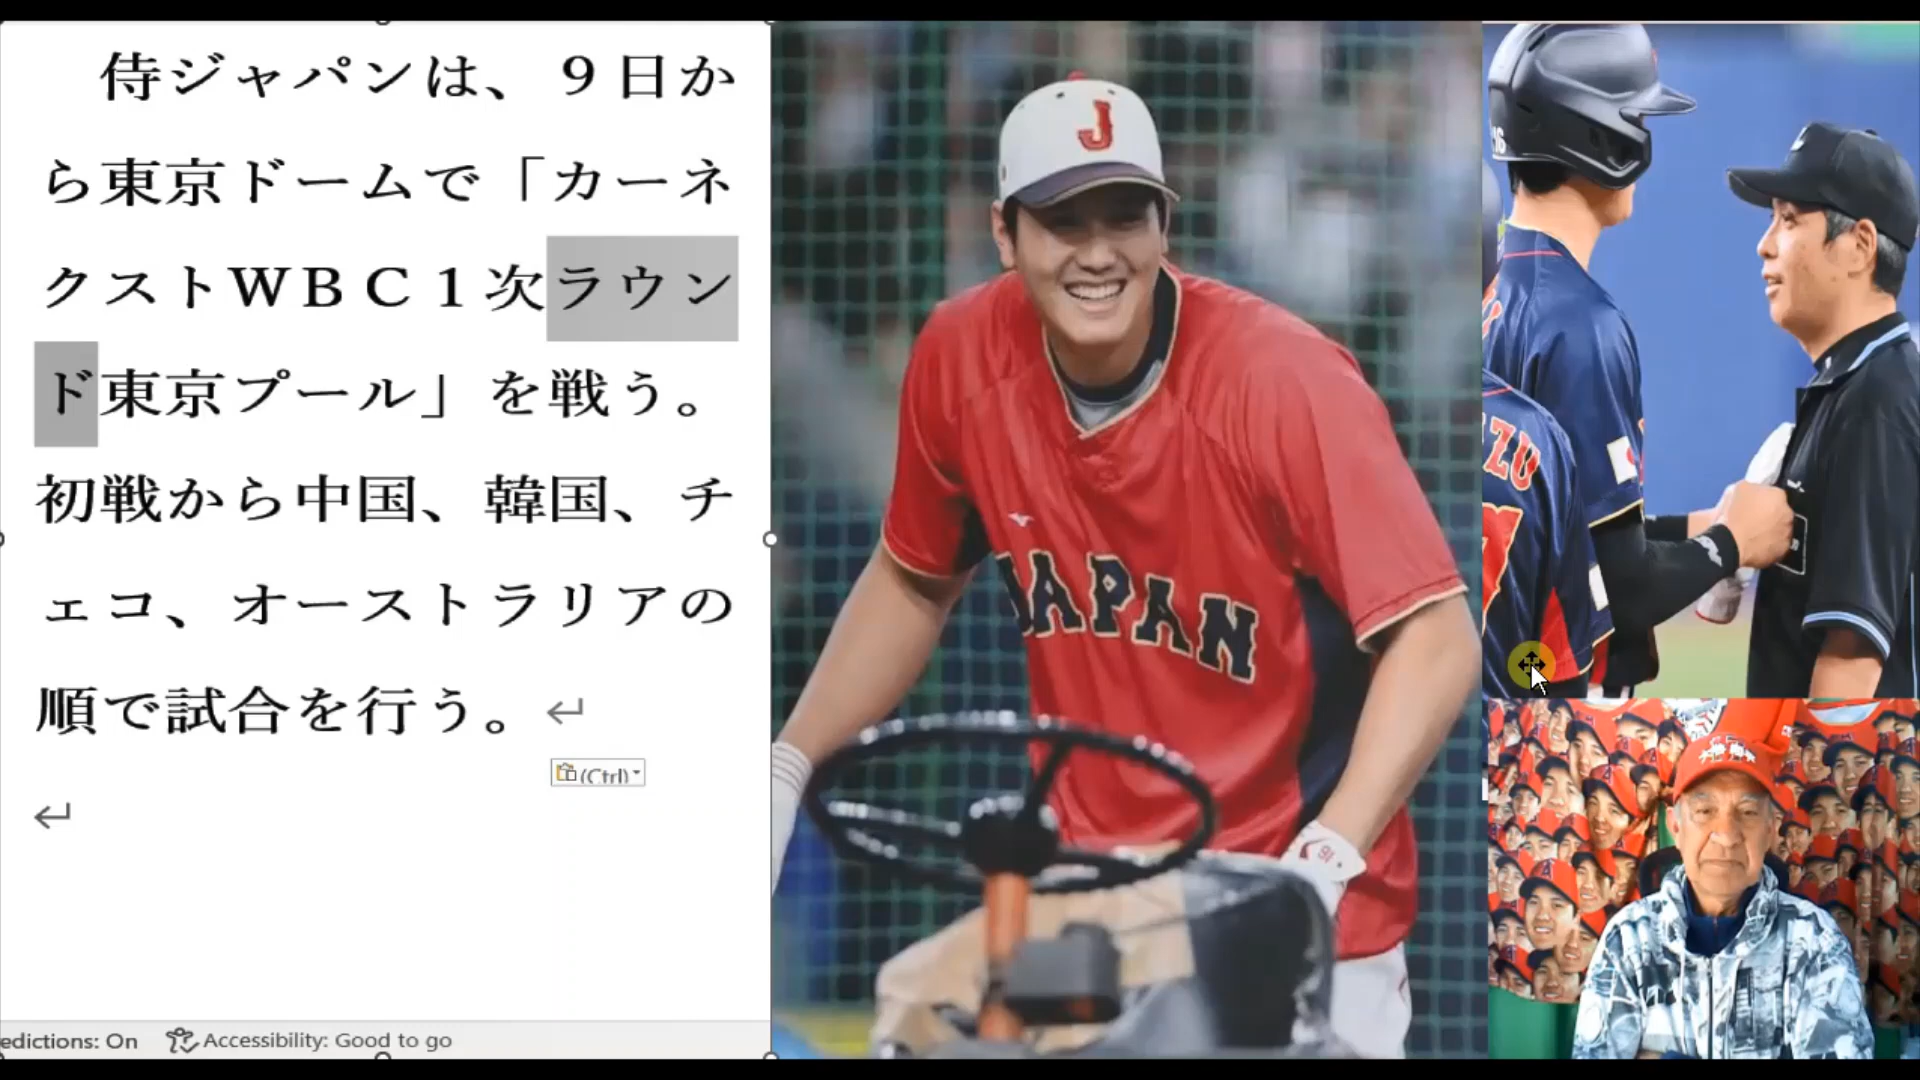 侍ジャパンは、９日か
ら東京ドームで「カーネ
クストＷＢＣ１次ラウン
ド東京プール」を戦う。
初戦から中国、韓国、チ
ェコ、オーストラリアの
順で試合を行う。
(Ctrl)
edictions: On
Accessibility: Good to go
J
JAPAN
16
16
ZU